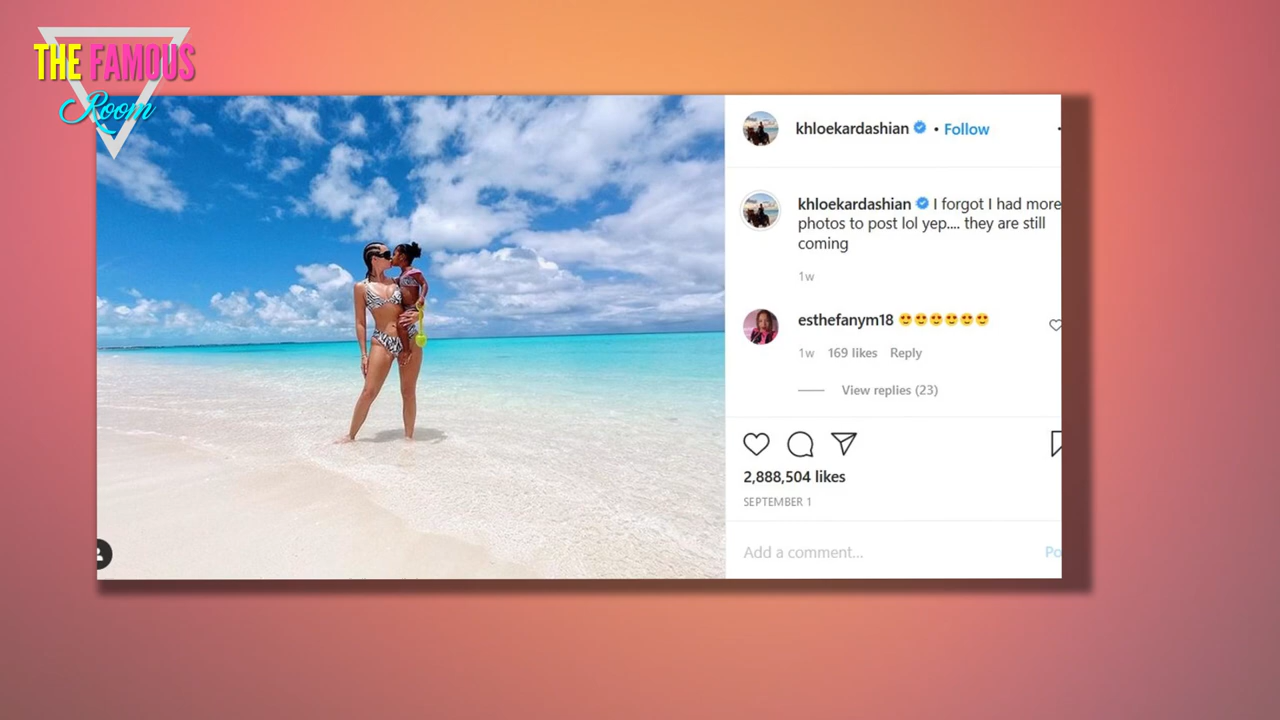 THE FAMOUS
Room
khloekardashian • Follow
khloekardashian I forgot I had more
photos to post lol yep.... they are still
coming
1w
esthefanym18 😍😍😍😍😍😍
1w 169 likes Reply
View replies (23)
2,888,504 likes
SEPTEMBER 1
Add a comment... Po